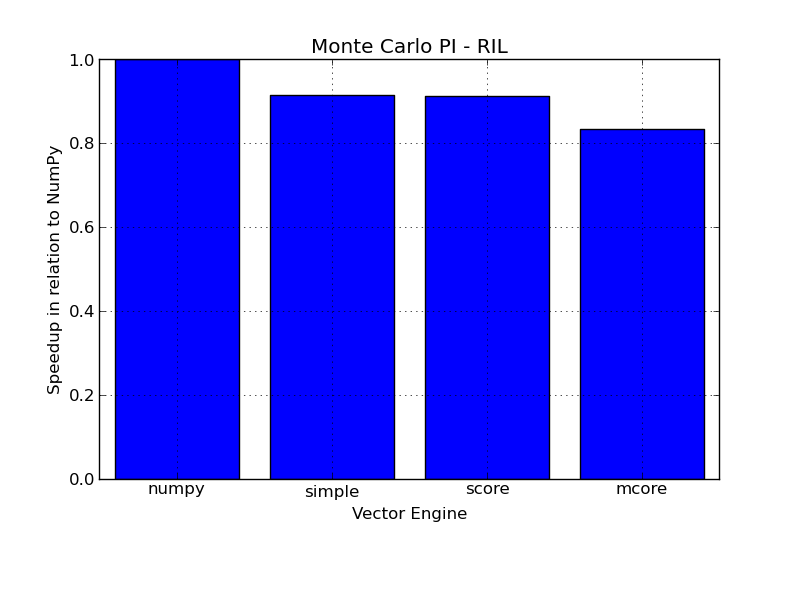 Monte Carlo PI - RIL
Speedup in relation to NumPy
1.0
0.8
0.6
0.4
0.2
0.0
numpy simple score mcore
Vector Engine